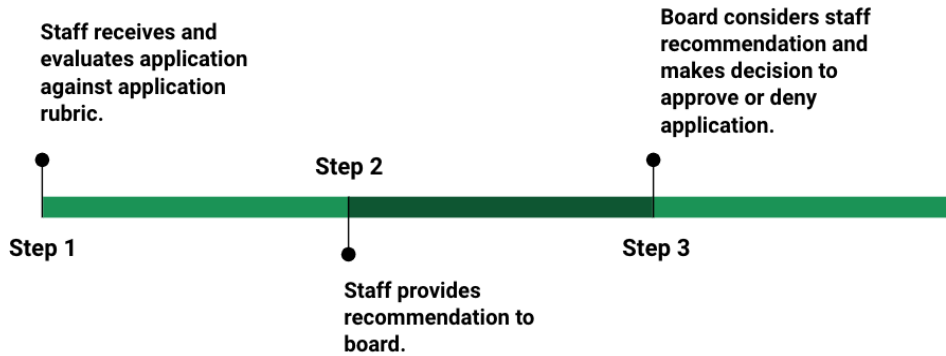 Staff receives and
evaluates application
against application
rubric.
Step 1
Step 2
Staff provides
recommendation to
board.
Board considers staff
recommendation and
makes decision to
approve or deny
application.
Step 3